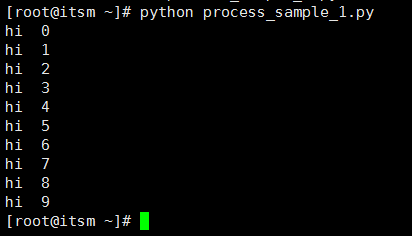 [root@itsm ~]# python process_sample_1.py
hi  0
hi  1
hi  2
hi  3
hi  4
hi  5
hi  6
hi  7
hi  8
hi  9
[root@itsm ~]#